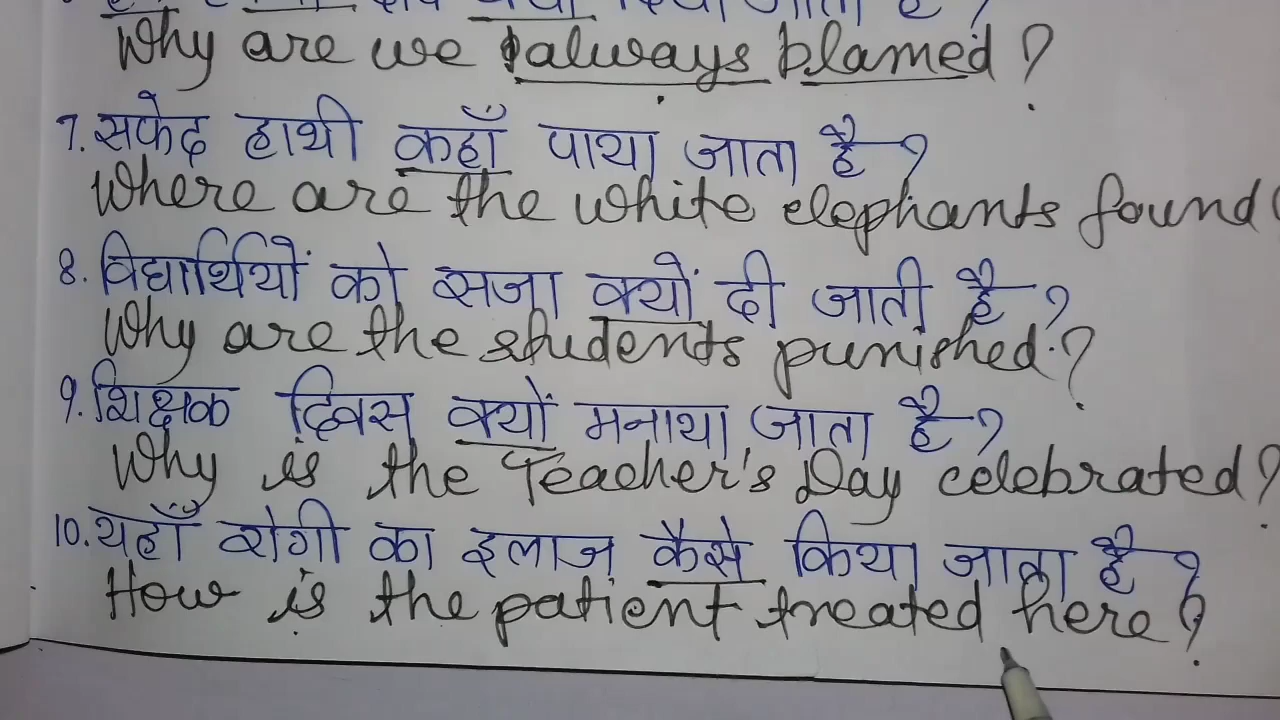 Why are we always blamed?
7. सफेद हाथी कहाँ पाया जाता है?
Where are the white elephants found
8. विद्यार्थियों को सजा क्यों दी जाती है?
Why are the students punished.?
9. शिक्षक दिवस क्यों मनाया जाता है?
Why is the Teacher's Day celebrated?
10. यहाँ रोगी का इलाज कैसे किया जाता है?
How is the patient treated here?